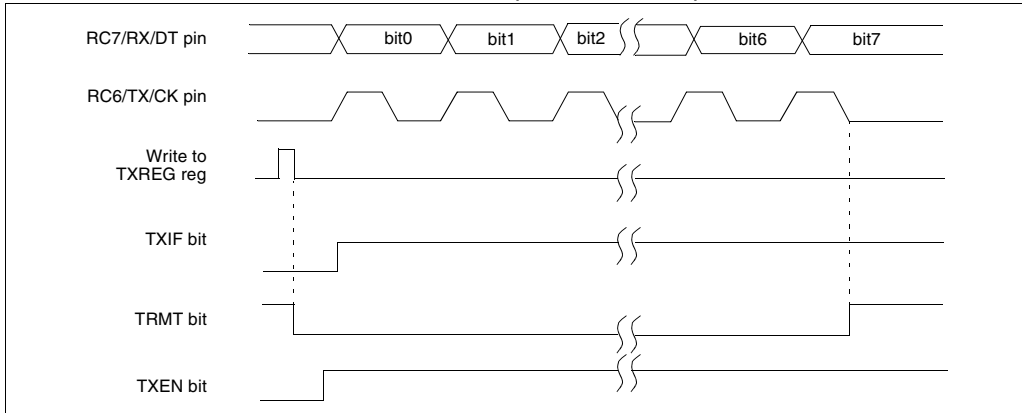 RC7/RX/DT pin
bit0
bit1
bit2
bit6
bit7
RC6/TX/CK pin
Write to
TXREG reg
TXIF bit
TRMT bit
TXEN bit